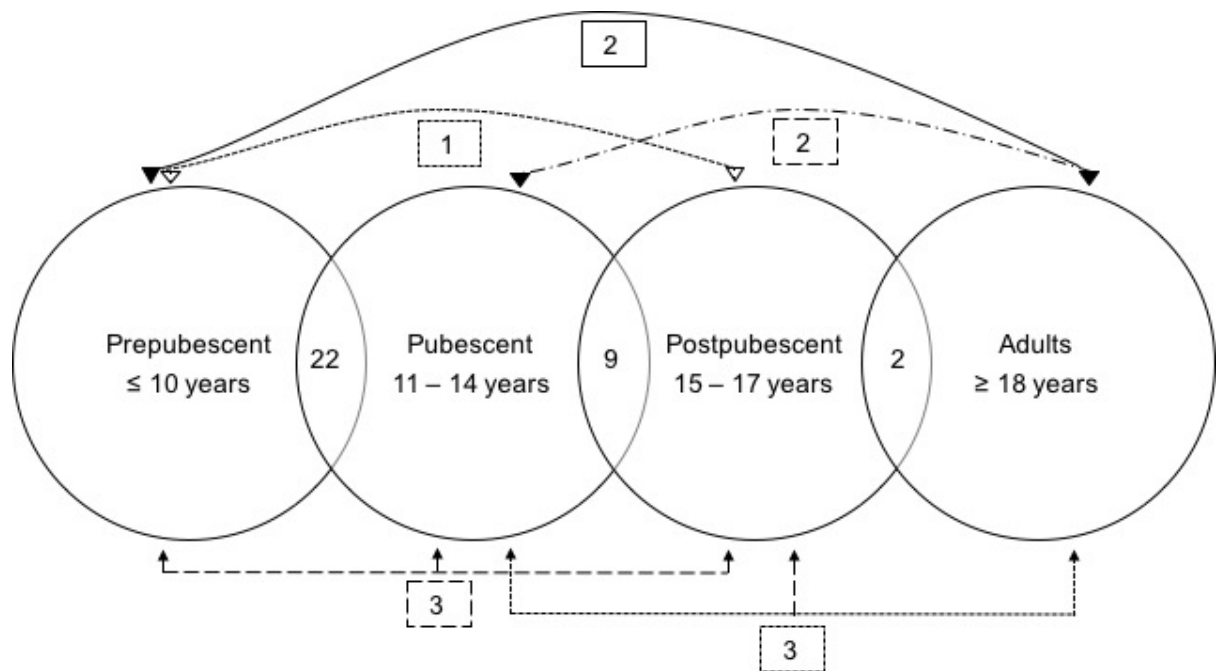 2
1
2
Prepubescent
≤ 10 years
22
Pubescent
11 – 14 years
9
Postpubescent
15 – 17 years
2
Adults
≥ 18 years
3
3